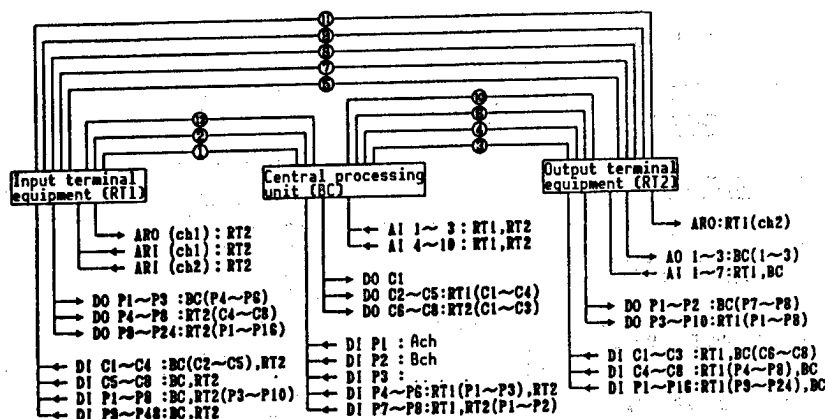 ⑪
⑨
⑧
⑦
⑥
⑫ ⑩
② ⑤
① ④
③
Input terminal
equipment (RT1)
Central processing
unit (BC)
Output terminal
equipment (RT2)
ARO (ch1) : RT2
ARI (ch1) : RT2
ARI (ch2) : RT2
DO P1~P3 :BC(P4~P6)
DO P4~P8 :RT2(C4~C8)
DO P9~P24:RT2(P1~P16)
DI C1~C4 :BC(C2~C5),RT2
DI C5~C8 :BC,RT2
DI P1~P8 :BC,RT2(P3~P10)
DI P9~P48:BC,RT2
AI 1~ 3:RT1,RT2
AI 4~10:RT1,RT2
DO C1
DO C2~C5:RT1(C1~C4)
DO C6~C8:RT2(C1~C3)
DI P1 : Ach
DI P2 : Bch
DI P3 :
DI P4~P6:RT1(P1~P3),RT2
DI P7~P8:RT1,RT2(P1~P2)
ARO:RT1(ch2)
AO 1~3:BC(1~3)
AI 1~7:RT1,BC
DO P1~P2 :BC(P7~P8)
DO P3~P10:RT1(P1~P8)
DI C1~C3 :RT1,BC(C6~C8)
DI C4~C8 :RT1(P4~P8),BC
DI P1~P16:RT1(P9~P24),BC